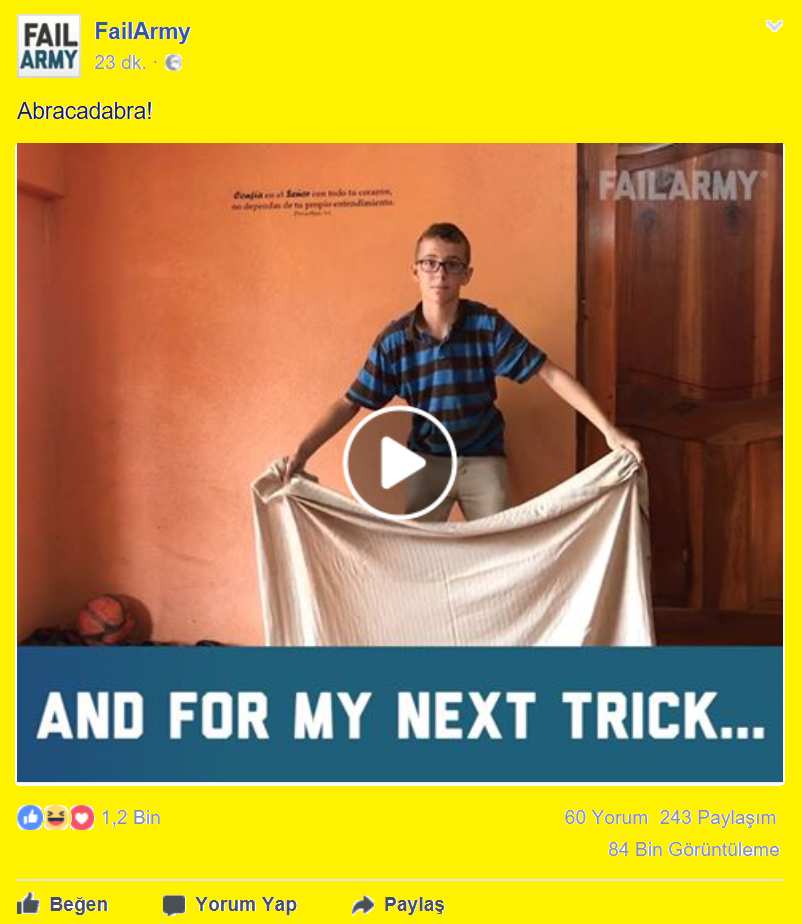 FAIL
ARMY
FailArmy
23 dk. ·
Abracadabra!
Confía en el Señor con todo tu corazón,
no dependas de tu propio entendimiento.
FAILARMY
AND FOR MY NEXT TRICK...
1,2 Bin
60 Yorum 243 Paylaşım
84 Bin Görüntüleme
Beğen Yorum Yap Paylaş